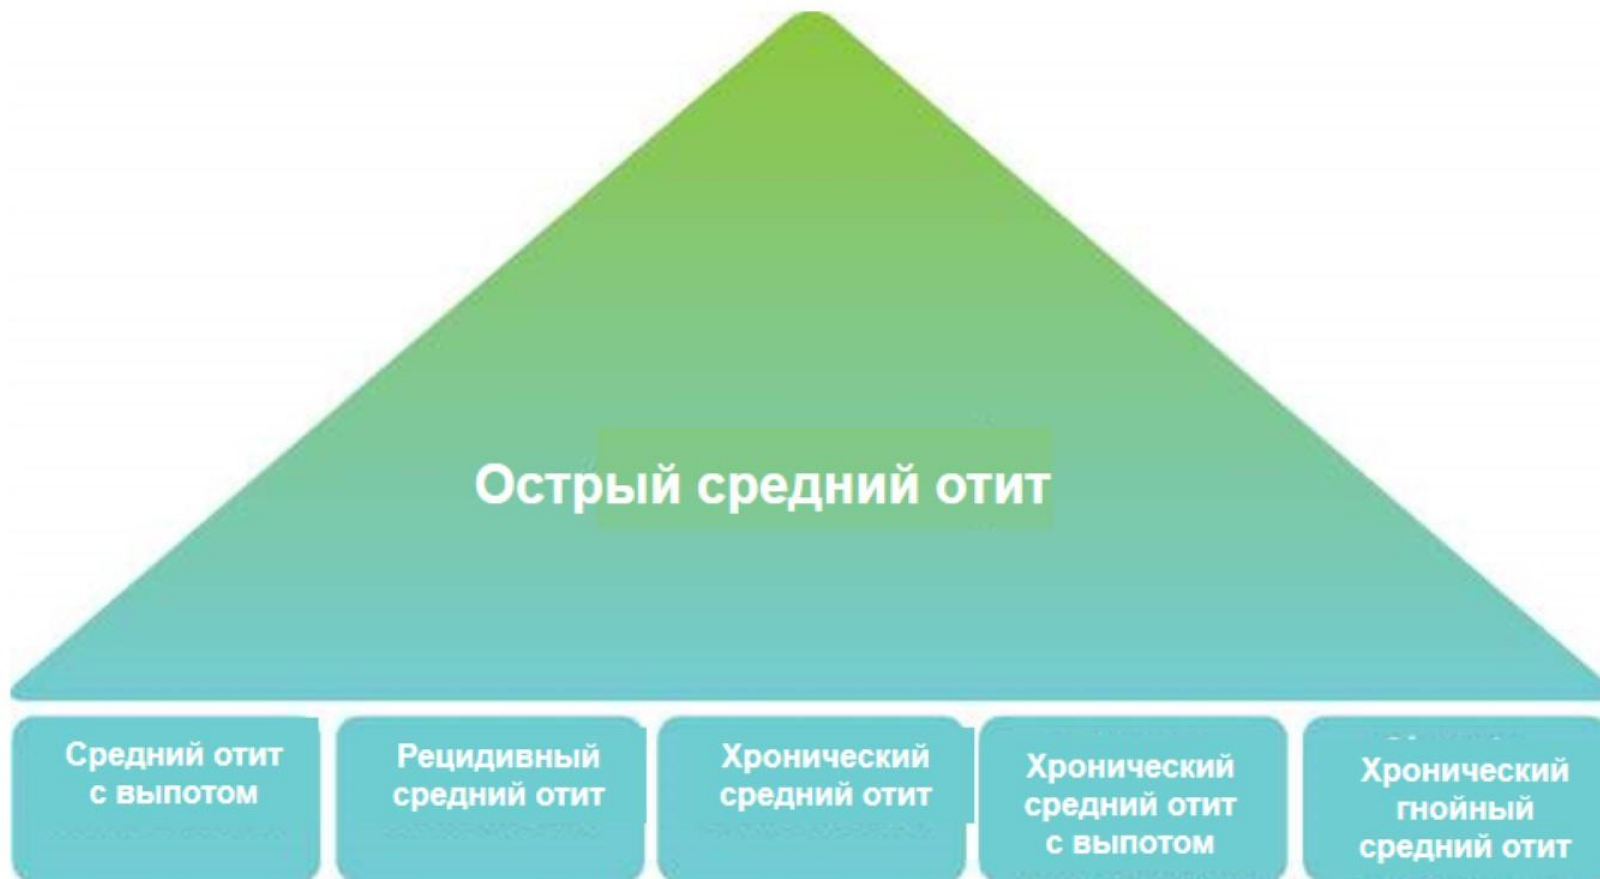 Острый средний отит
Средний отит
с выпотом
Рецидивный
средний отит
Хронический
средний отит
Хронический
средний отит
с выпотом
Хронический
гнойный
средний отит